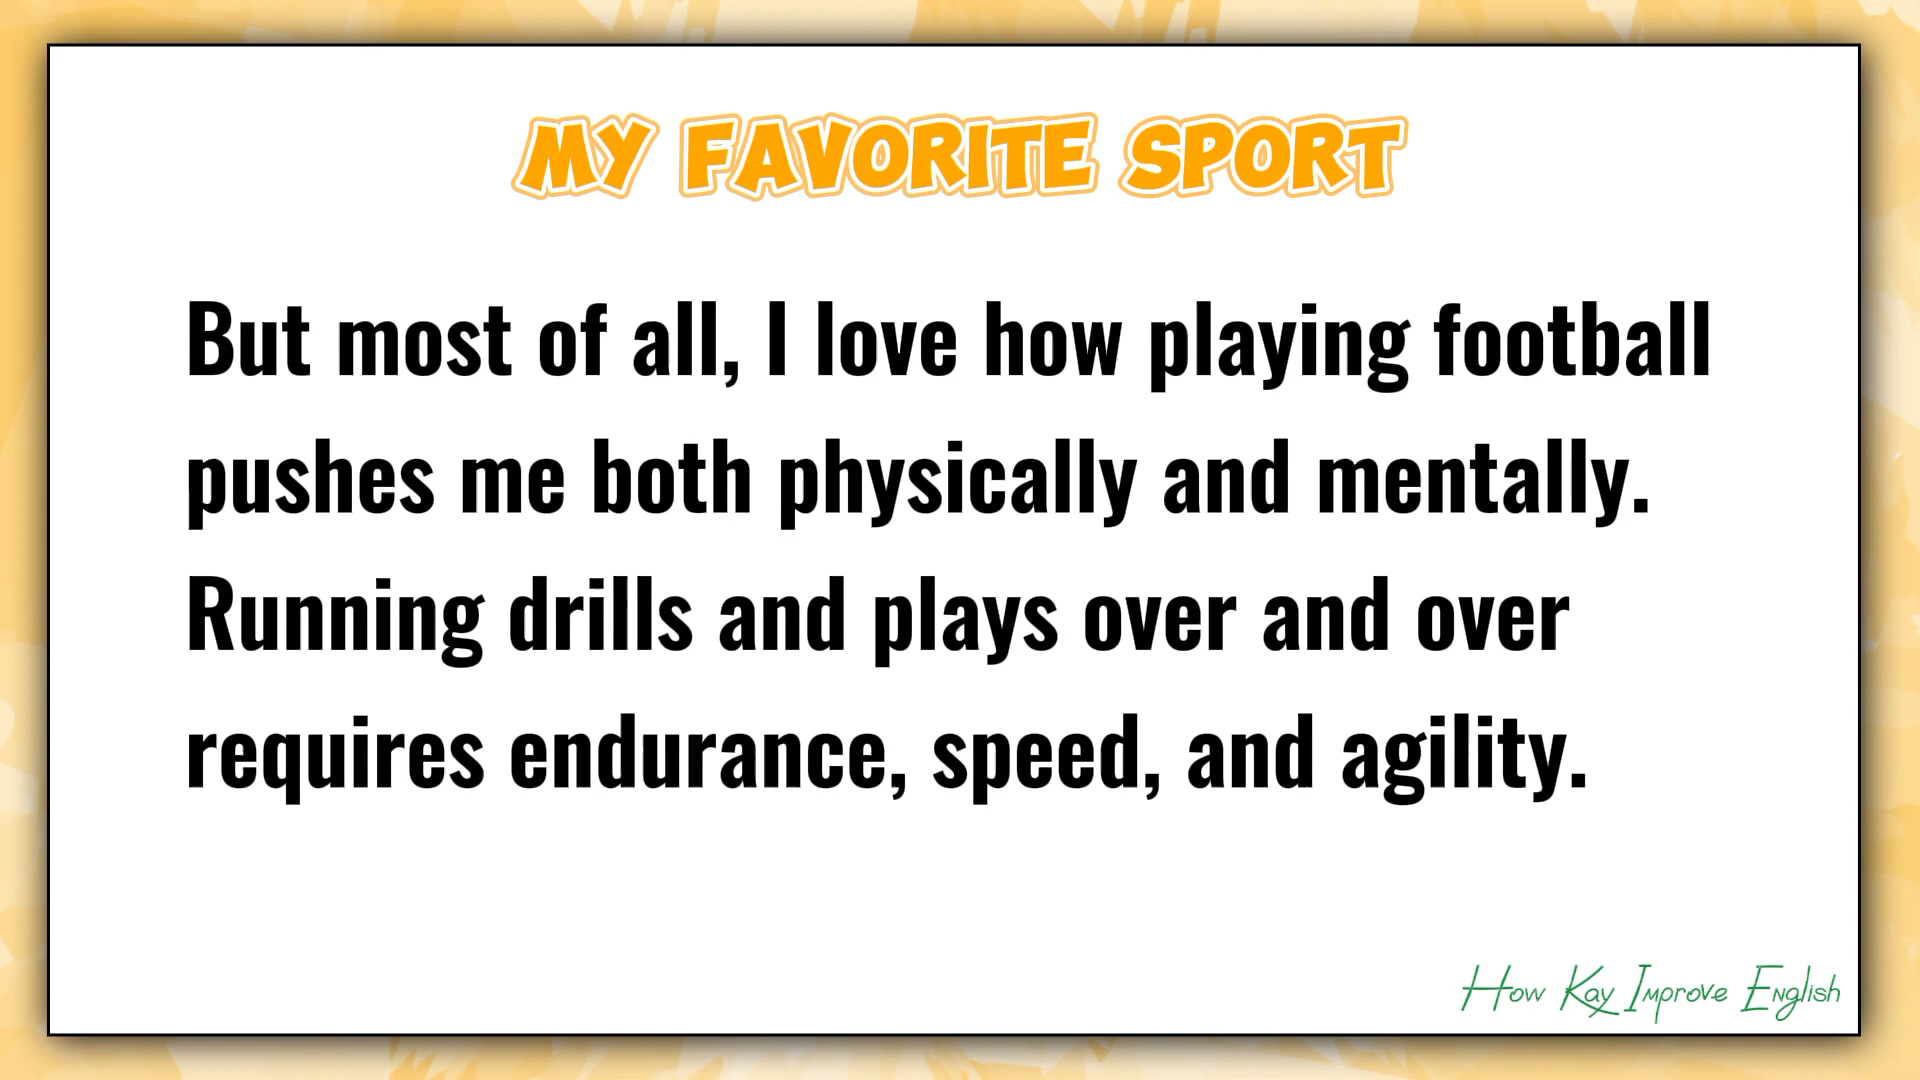 MY FAVORITE SPORT
But most of all, I love how playing football
pushes me both physically and mentally.
Running drills and plays over and over
requires endurance, speed, and agility.
How Kay Improve English